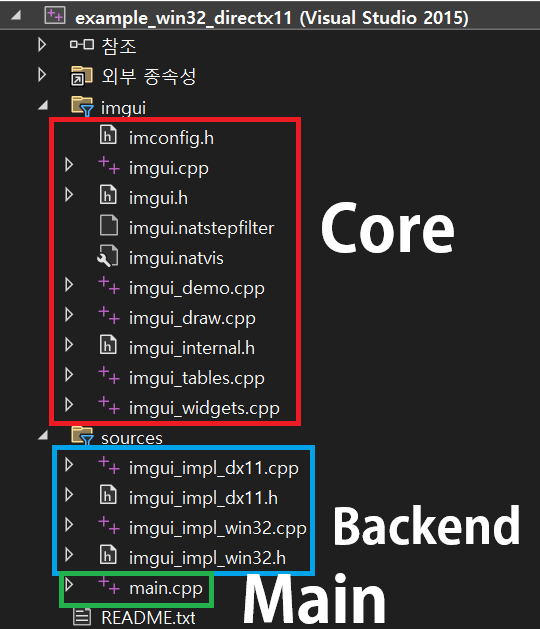 example_win32_directx11 (Visual Studio 2015)
참조
외부 종속성
imgui
imconfig.h
imgui.cpp
imgui.h
imgui.natstepfilter
imgui.natvis
imgui_demo.cpp
imgui_draw.cpp
imgui_internal.h
imgui_tables.cpp
imgui_widgets.cpp
Core
sources
imgui_impl_dx11.cpp
imgui_impl_dx11.h
imgui_impl_win32.cpp
imgui_impl_win32.h
Backend
main.cpp
Main
README.txt